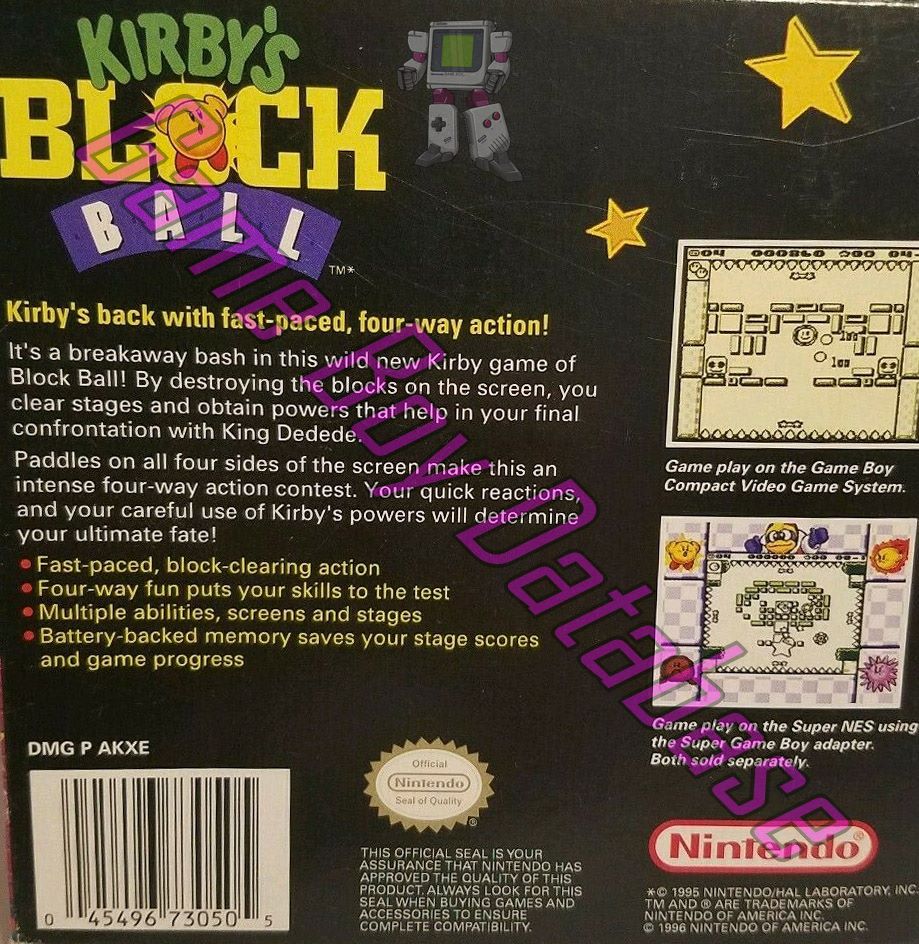 KIRBY'S
BLOCK
BALL
TM*
Kirby's back with fast-paced, four-way action!
It's a breakaway bash in this wild new Kirby game of
Block Ball! By destroying the blocks on the screen, you
clear stages and obtain powers that help in your final
confrontation with King Dedede.
Paddles on all four sides of the screen make this an
intense four-way action contest. Your quick reactions,
and your careful use of Kirby's powers will determine
your ultimate fate!
Fast-paced, block-clearing action
Four-way fun puts your skills to the test
Multiple abilities, screens and stages
Battery-backed memory saves your stage scores
and game progress
Game play on the Game Boy
Compact Video Game System.
Game play on the Super NES using
the Super Game Boy adapter.
Both sold separately.
DMG P AKXE
0 45496 73050 5
Official
Nintendo
Seal of Quality
®
THIS OFFICIAL SEAL IS YOUR
ASSURANCE THAT NINTENDO HAS
APPROVED THE QUALITY OF THIS
PRODUCT. ALWAYS LOOK FOR THIS
SEAL WHEN BUYING GAMES AND
ACCESSORIES TO ENSURE
COMPLETE COMPATIBILITY.
Nintendo
*© 1995 NINTENDO/HAL LABORATORY, INC.
TM AND ® ARE TRADEMARKS OF
NINTENDO OF AMERICA INC.
© 1996 NINTENDO OF AMERICA INC.
Game Boy Database